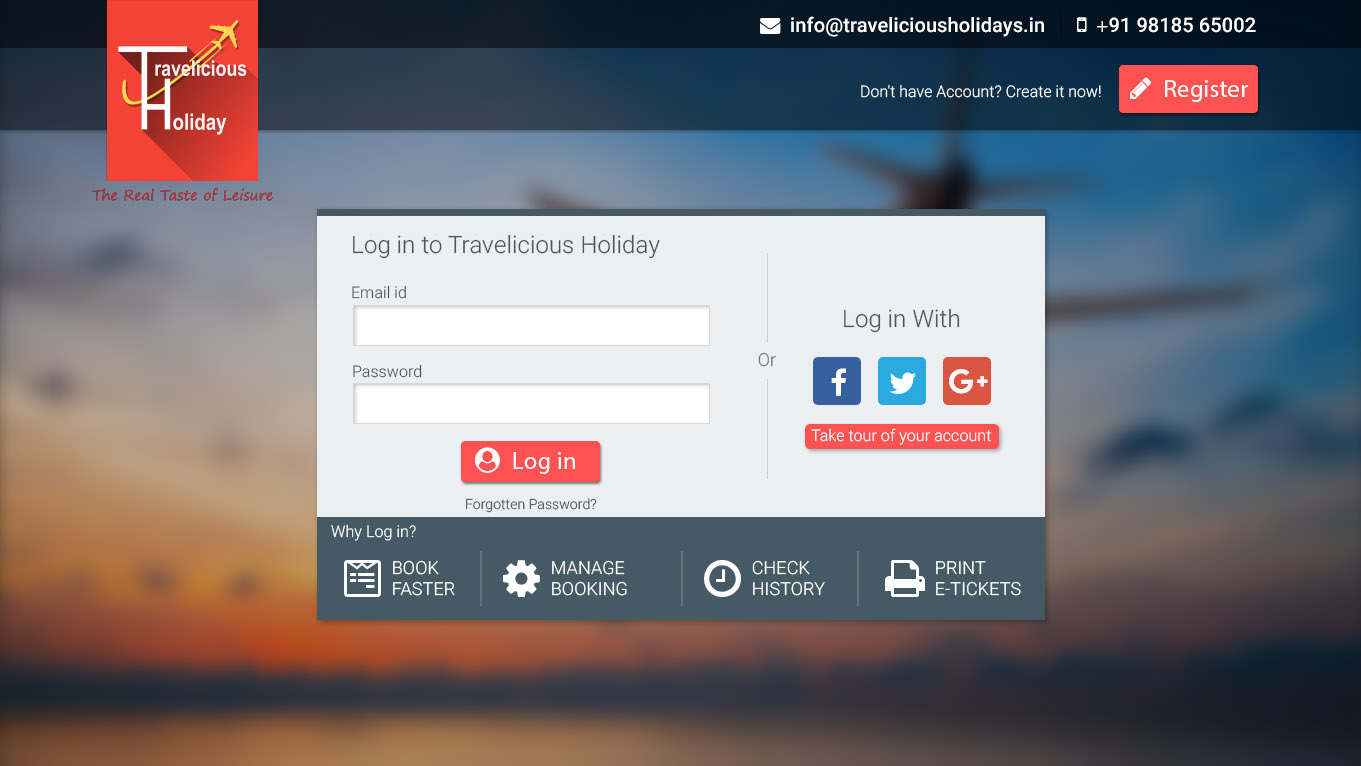 info@traveliciousholidays.in
+91 98185 65002
Travelicious
Holiday
The Real Taste of Leisure
Don't have Account? Create it now!
Register
Log in to Travelicious Holiday
Email id
Password
Log in
Forgotten Password?
Or
Log in With
G+
Take tour of your account
Why Log in?
BOOK
FASTER
MANAGE
BOOKING
CHECK
HISTORY
PRINT
E-TICKETS